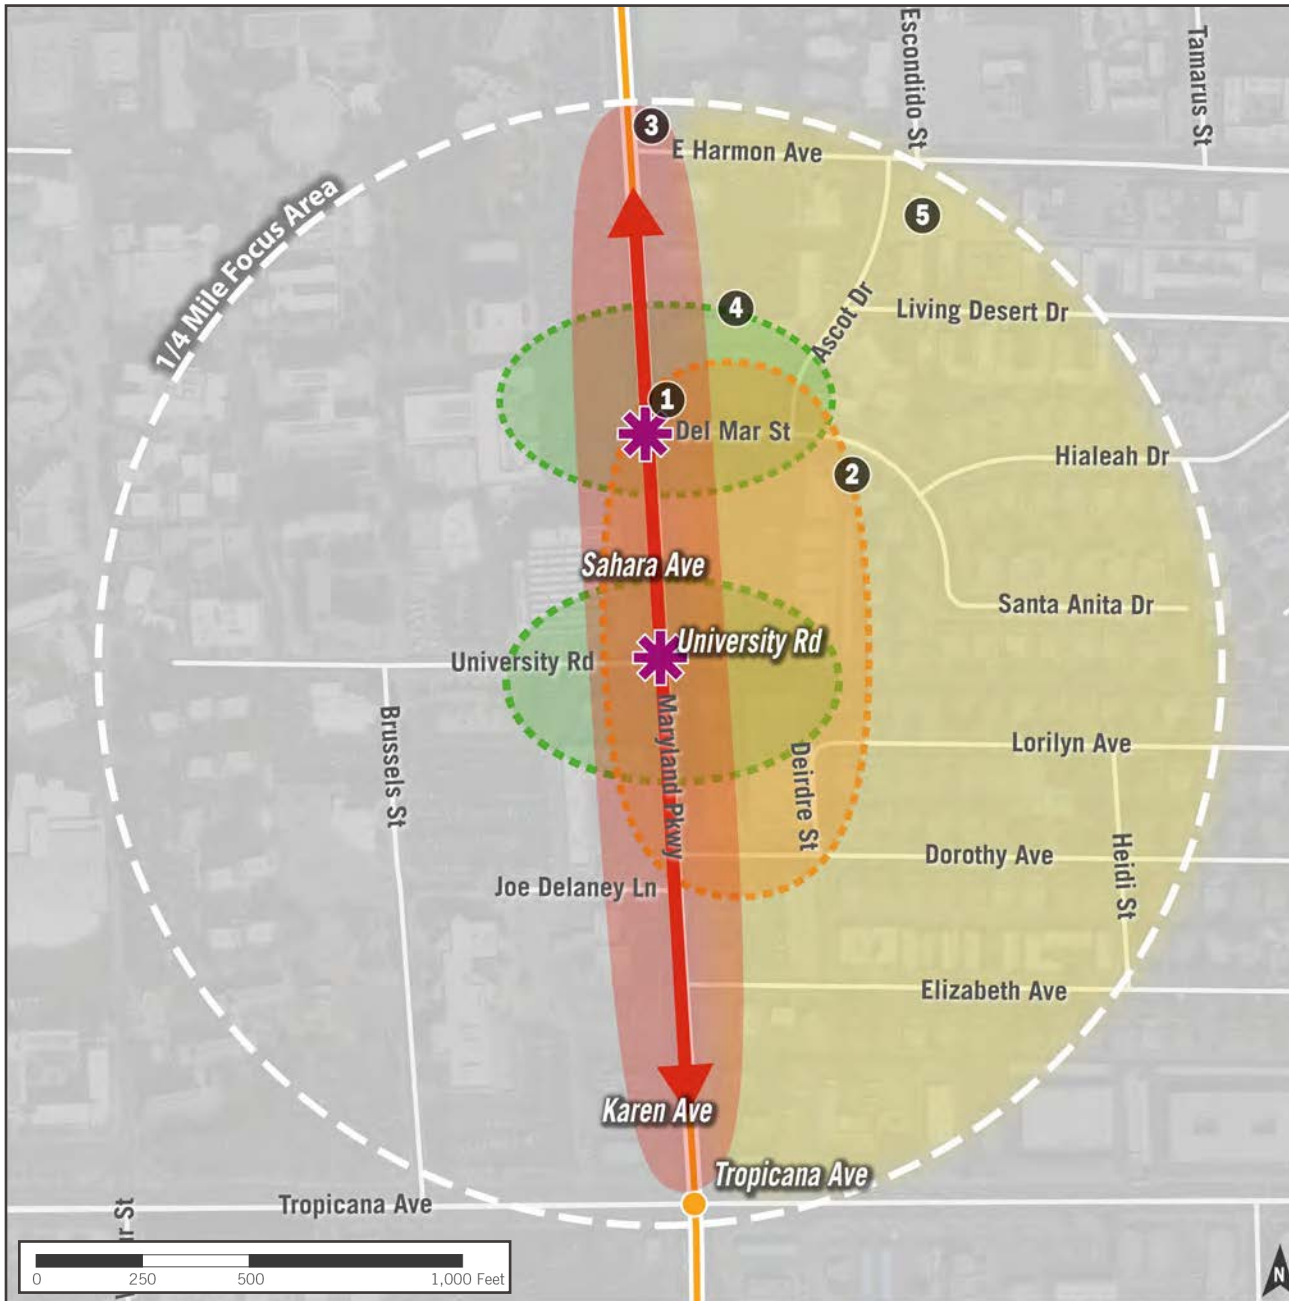 Escondido St
Tamarus St
3
E Harmon Ave
1/4 Mile Focus Area
5
4
Living Desert Dr
Ascot Dr
1
Del Mar St
Hialeah Dr
2
Sahara Ave
Santa Anita Dr
University Rd
University Rd
Maryland Pkwy
Brussels St
Deirdre St
Lorilyn Ave
Dorothy Ave
Heidi St
Joe Delaney Ln
Elizabeth Ave
Karen Ave
Tropicana Ave
Tropicana Ave
0 250 500 1,000 Feet
N